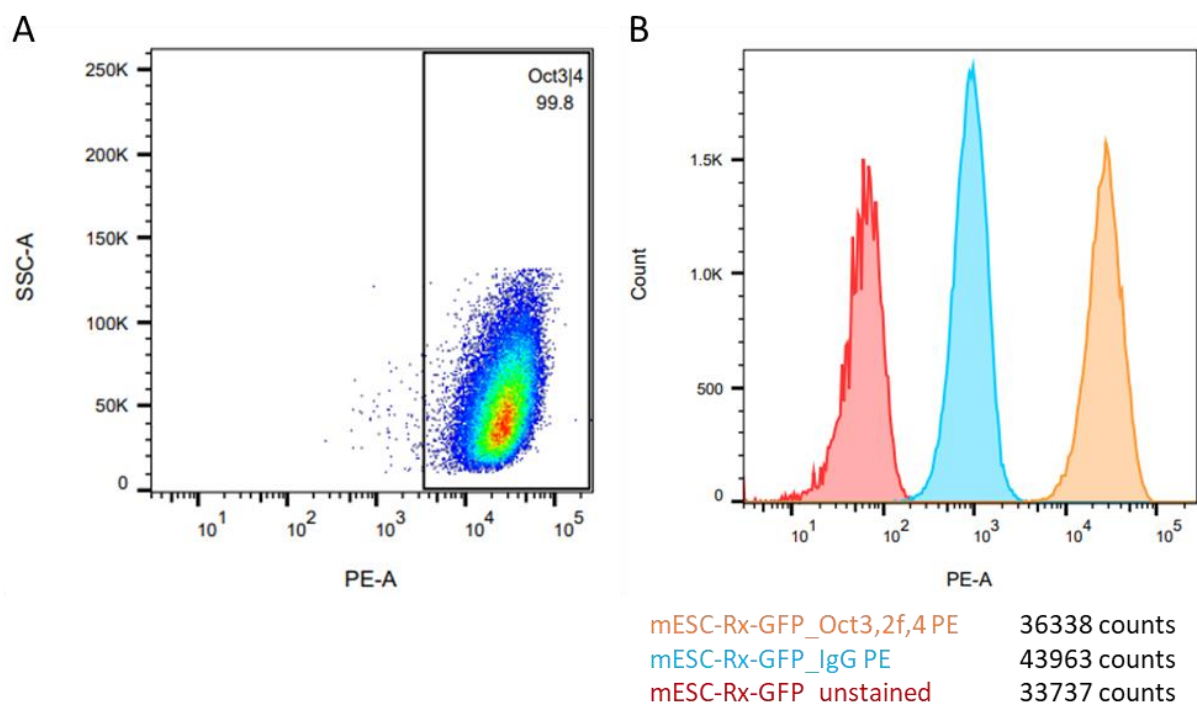 A
B
Oct3|4
99.8
250K
200K
150K
100K
50K
0
SSC-A
10¹ 10² 10³ 10⁴ 10⁵
PE-A
1.5K
1.0K
500
0
Count
10¹ 10² 10³ 10⁴ 10⁵
PE-A
mESC-Rx-GFP_Oct3,2f,4 PE 36338 counts
mESC-Rx-GFP_IgG PE 43963 counts
mESC-Rx-GFP_unstained 33737 counts